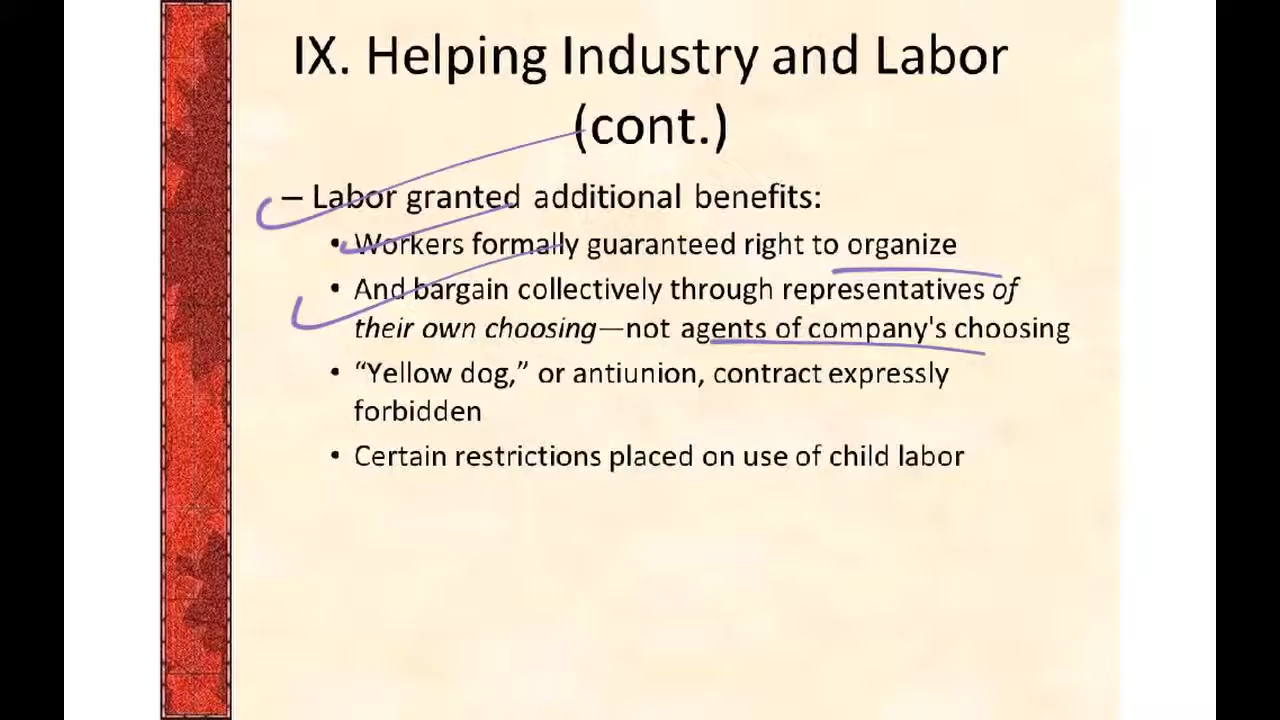 IX. Helping Industry and Labor
(cont.)
– Labor granted additional benefits:
• Workers formally guaranteed right to organize
• And bargain collectively through representatives of
their own choosing—not agents of company's choosing
• “Yellow dog,” or antiunion, contract expressly
forbidden
• Certain restrictions placed on use of child labor